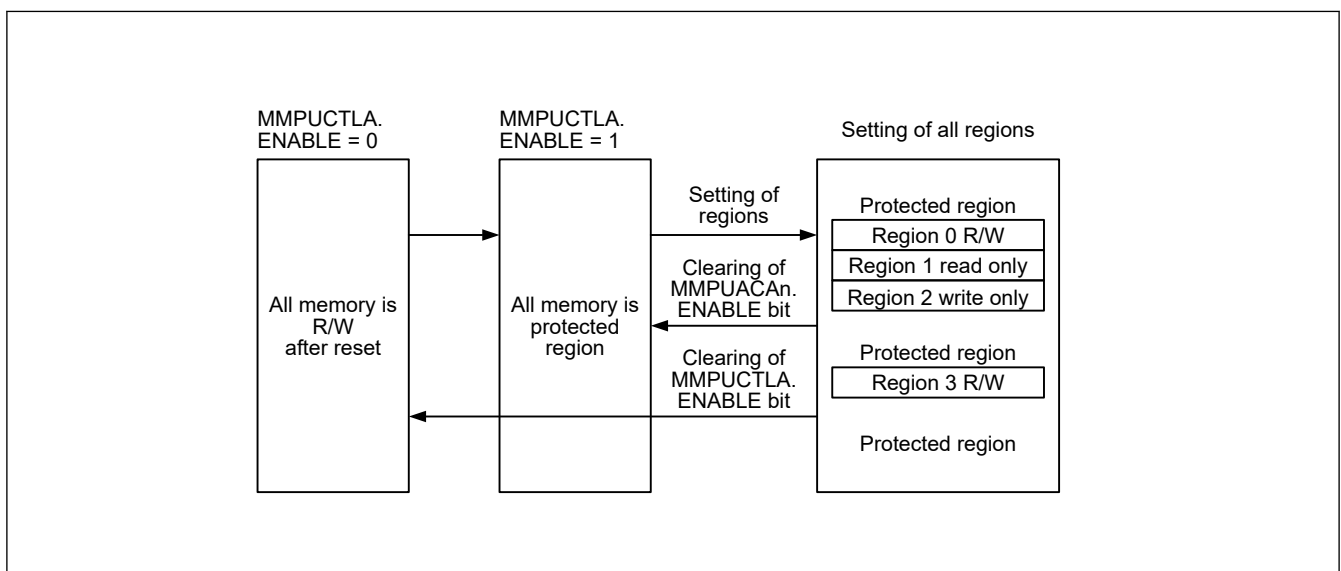 MMPUCTLA.
ENABLE = 0
MMPUCTLA.
ENABLE = 1
Setting of all regions
All memory is
R/W
after reset
All memory is
protected
region
Setting of
regions
Clearing of
MMPUACAn.
ENABLE bit
Clearing of
MMPUCTLA.
ENABLE bit
Protected region
Region 0 R/W
Region 1 read only
Region 2 write only
Protected region
Region 3 R/W
Protected region